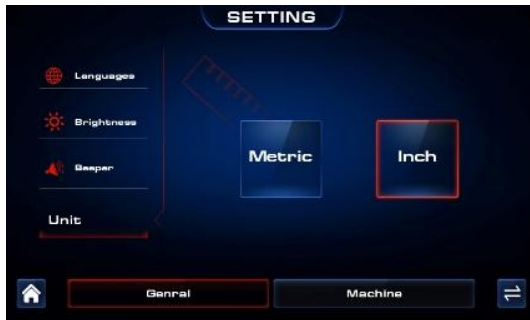 SETTING
Languages
Brightness
Beeper
Unit
Metric
Inch
Genral
Machine